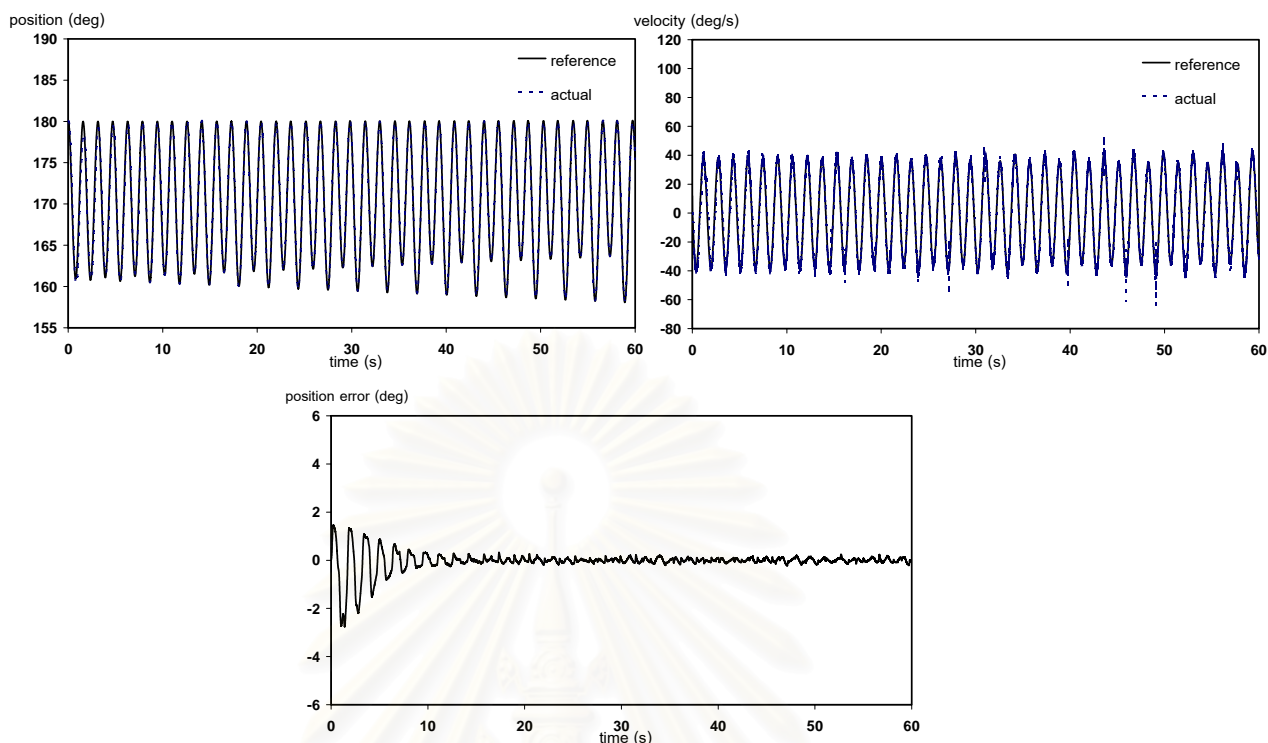 position (deg)
190
185
180
175
170
165
160
155
reference
actual
0 10 20 30 40 50 60
time (s)
velocity (deg/s)
120
100
80
60
40
20
0
-20
-40
-60
-80
reference
actual
0 10 20 30 40 50 60
time (s)
position error (deg)
6
4
2
0
-2
-4
-6
0 10 20 30 40 50 60
time (s)